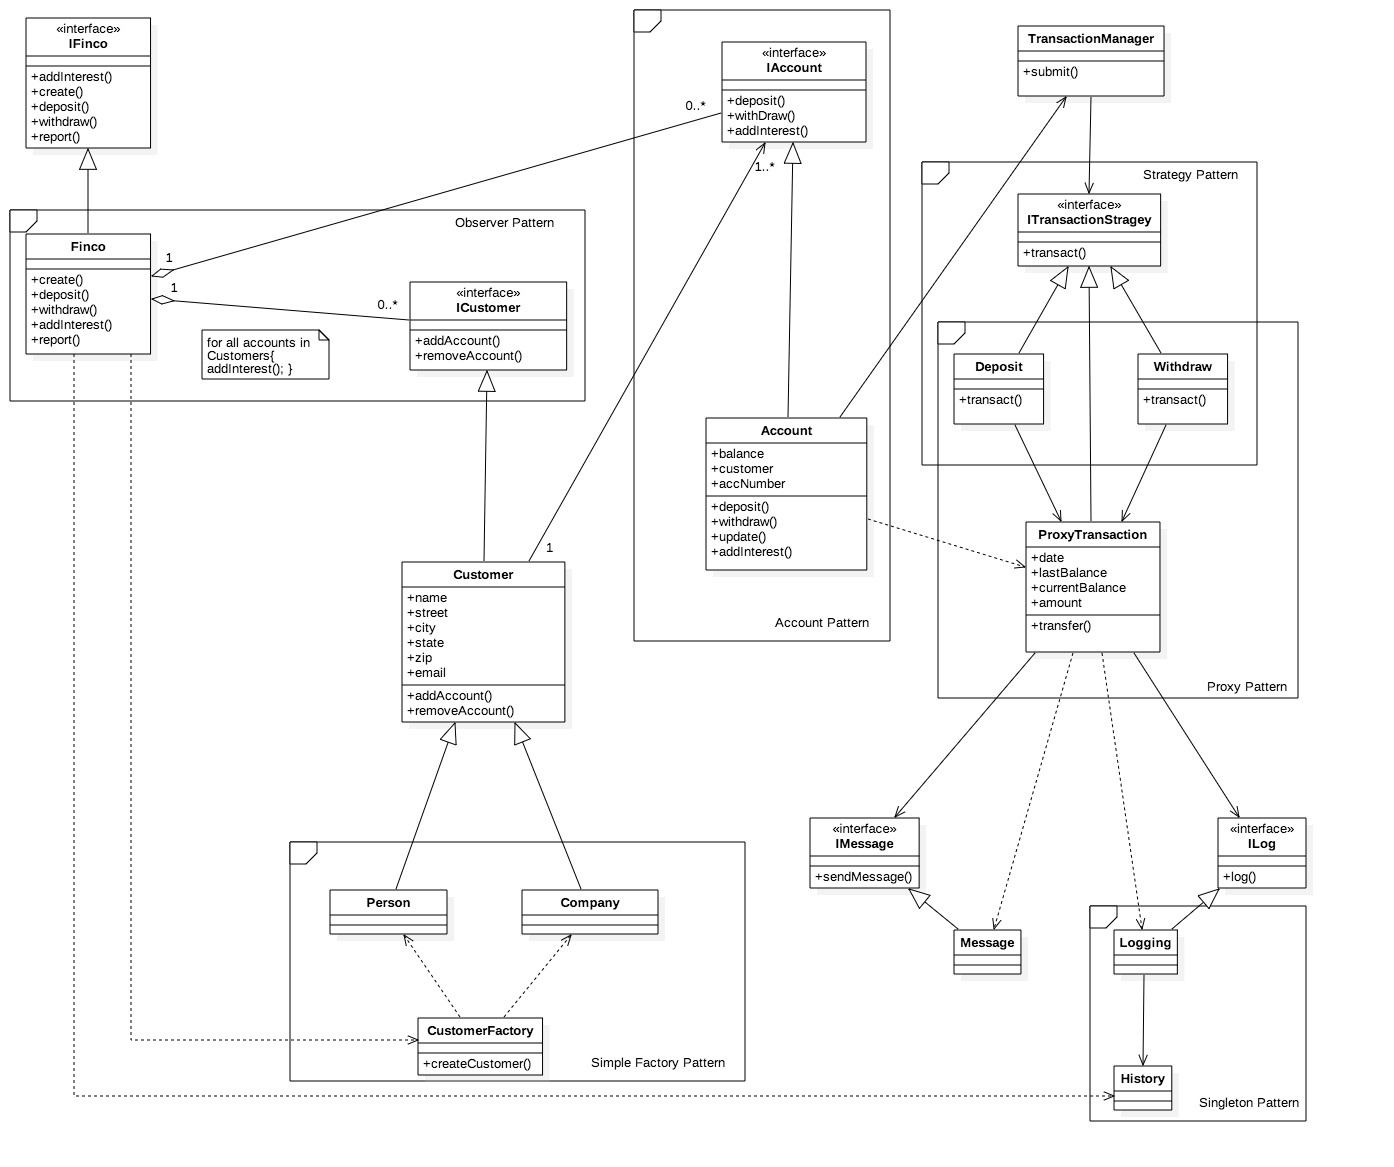 «interface»
IFinco
+addInterest()
+create()
+deposit()
+withdraw()
+report()
Observer Pattern
Finco
+create()
+deposit()
+withdraw()
+addInterest()
+report()
1
1
0..*
0..*
for all accounts in
Customers{
addInterest(); }
«interface»
ICustomer
+addAccount()
+removeAccount()
«interface»
IAccount
+deposit()
+withDraw()
+addInterest()
1..*
1
Account
+balance
+customer
+accNumber
+deposit()
+withdraw()
+update()
+addInterest()
Account Pattern
TransactionManager
+submit()
Strategy Pattern
«interface»
ITransactionStragey
+transact()
Deposit
+transact()
Withdraw
+transact()
ProxyTransaction
+date
+lastBalance
+currentBalance
+amount
+transfer()
Proxy Pattern
Customer
+name
+street
+city
+state
+zip
+email
+addAccount()
+removeAccount()
Person
Company
CustomerFactory
+createCustomer()
Simple Factory Pattern
«interface»
IMessage
+sendMessage()
Message
«interface»
ILog
+log()
Logging
History
Singleton Pattern